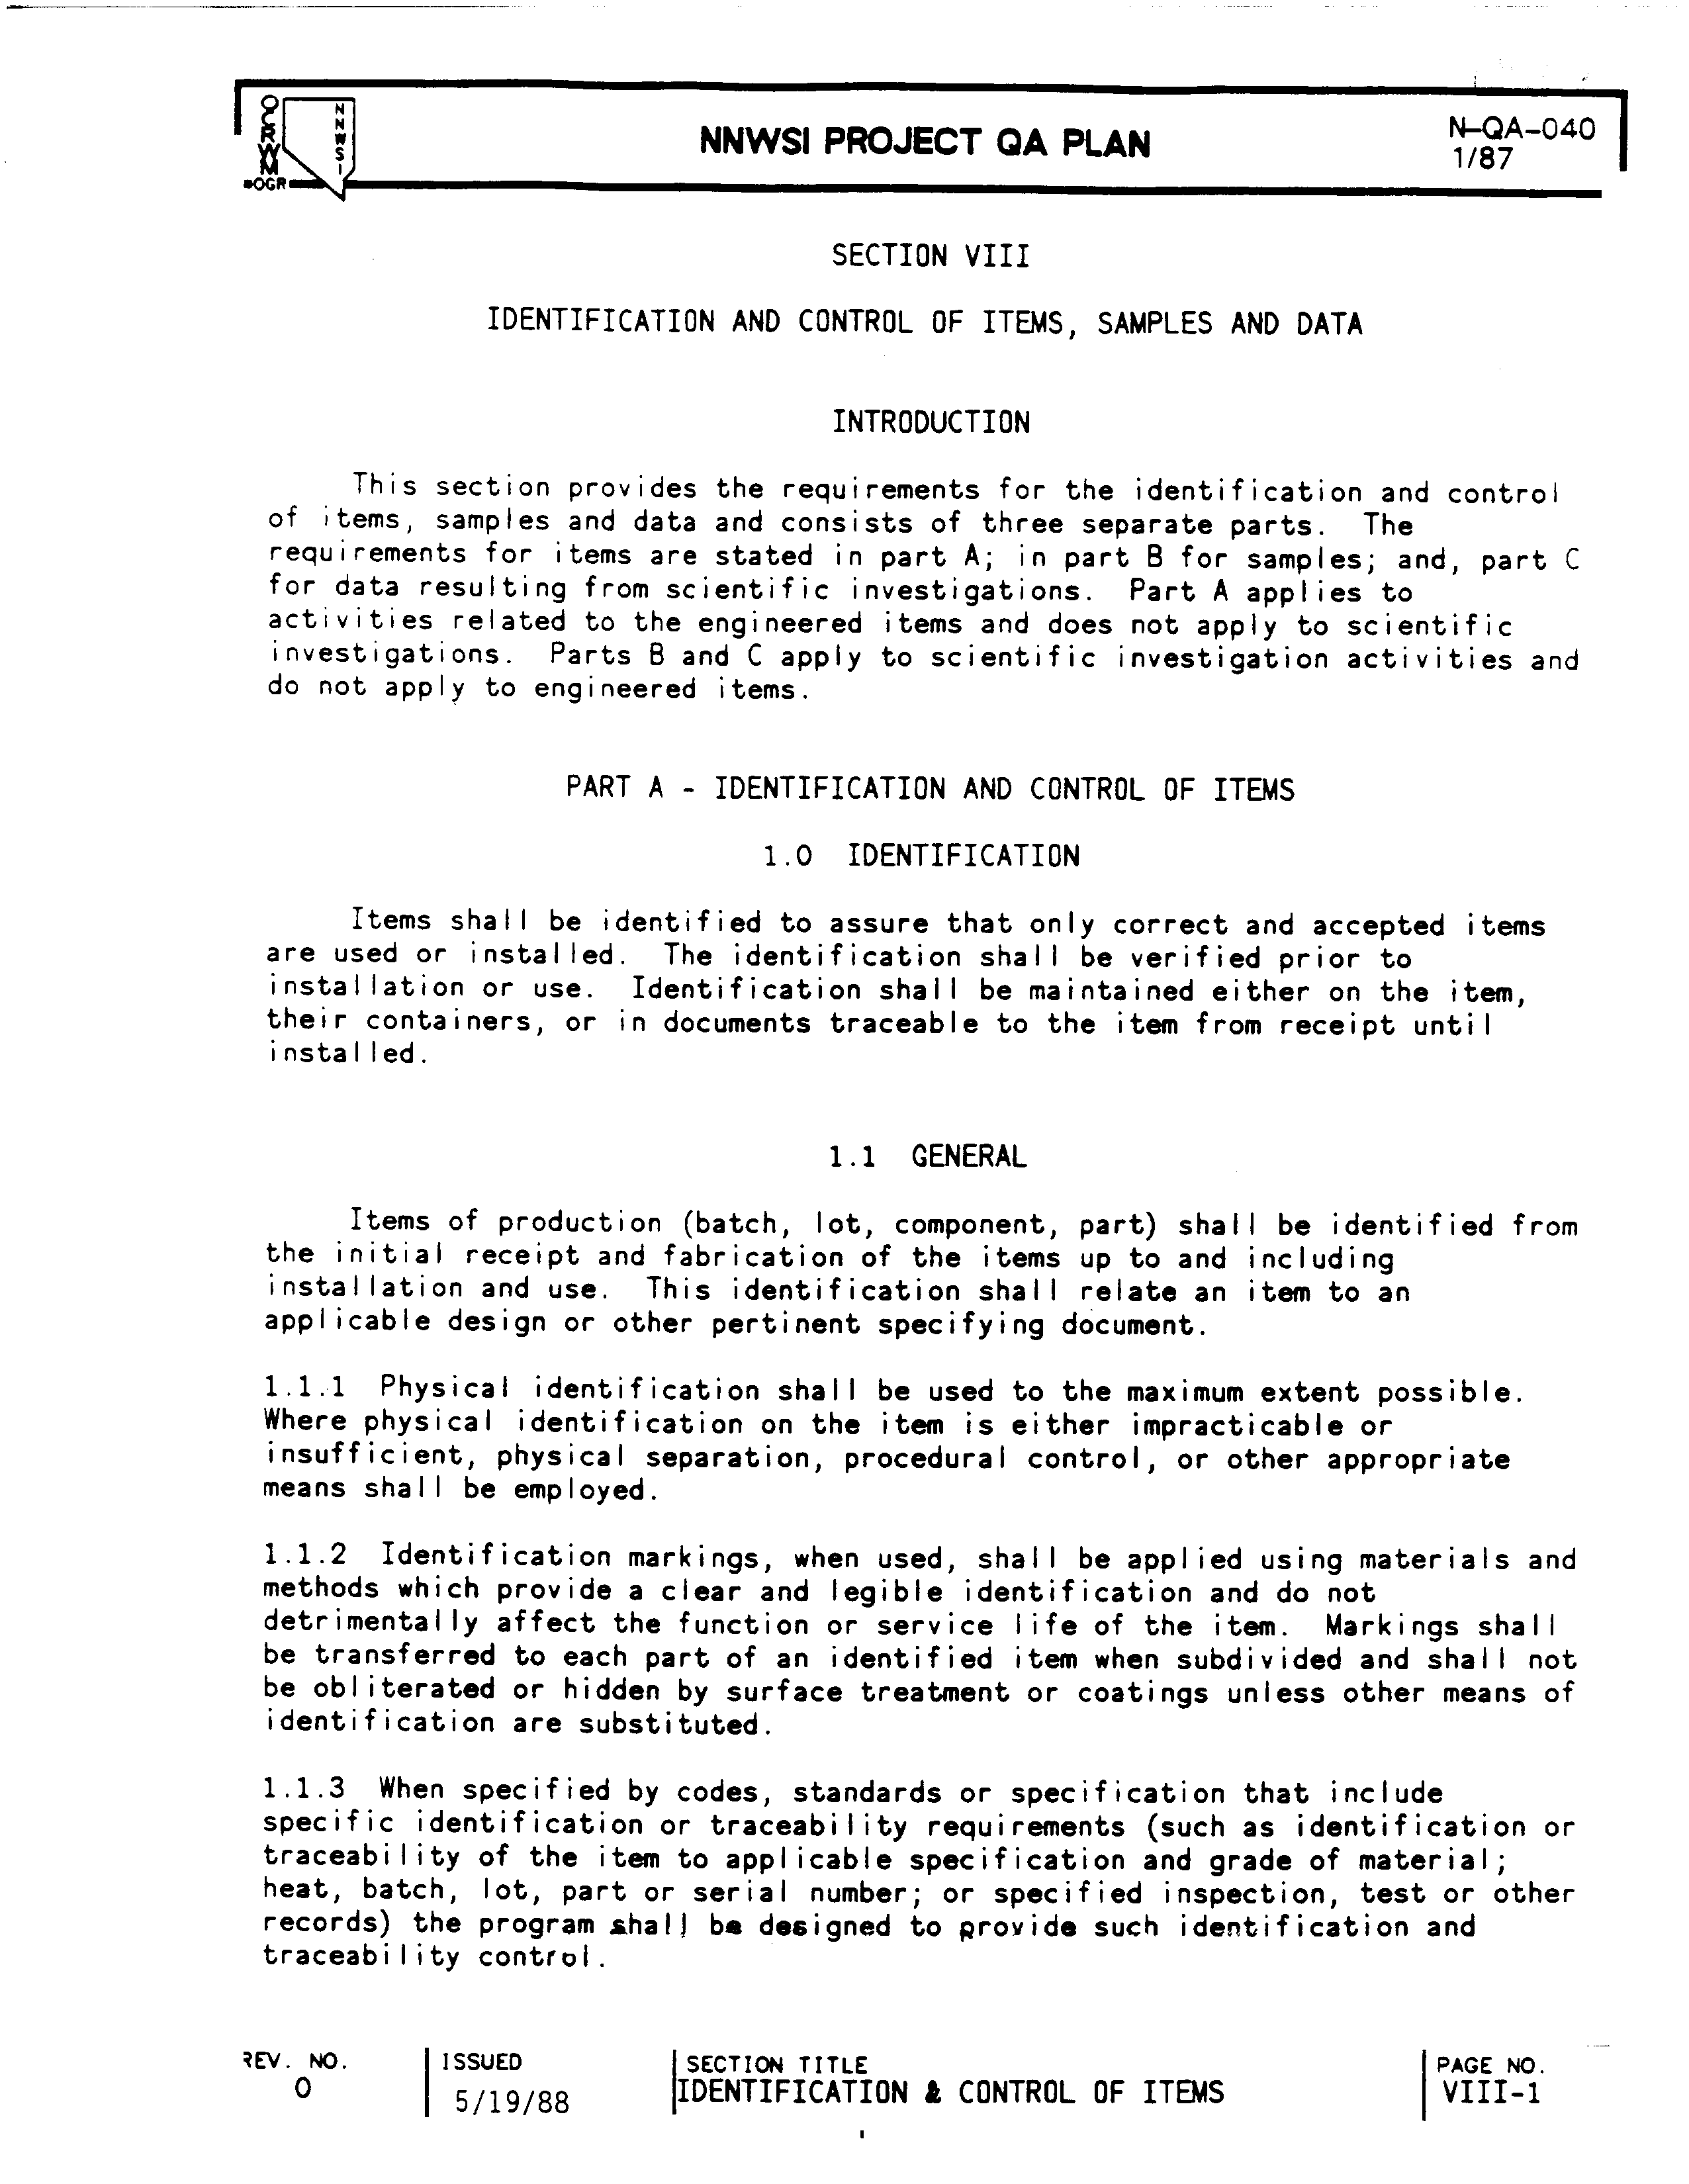 OCRWM
NNWSI
OGR
NNWSI PROJECT QA PLAN
N-QA-040
1/87
SECTION VIII
IDENTIFICATION AND CONTROL OF ITEMS, SAMPLES AND DATA
INTRODUCTION
This section provides the requirements for the identification and control
of items, samples and data and consists of three separate parts. The
requirements for items are stated in part A; in part B for samples; and, part C
for data resulting from scientific investigations. Part A applies to
activities related to the engineered items and does not apply to scientific
investigations. Parts B and C apply to scientific investigation activities and
do not apply to engineered items.
PART A - IDENTIFICATION AND CONTROL OF ITEMS
1.0 IDENTIFICATION
Items shall be identified to assure that only correct and accepted items
are used or installed. The identification shall be verified prior to
installation or use. Identification shall be maintained either on the item,
their containers, or in documents traceable to the item from receipt until
installed.
1.1 GENERAL
Items of production (batch, lot, component, part) shall be identified from
the initial receipt and fabrication of the items up to and including
installation and use. This identification shall relate an item to an
applicable design or other pertinent specifying document.
1.1.1 Physical identification shall be used to the maximum extent possible.
Where physical identification on the item is either impracticable or
insufficient, physical separation, procedural control, or other appropriate
means shall be employed.
1.1.2 Identification markings, when used, shall be applied using materials and
methods which provide a clear and legible identification and do not
detrimentally affect the function or service life of the item. Markings shall
be transferred to each part of an identified item when subdivided and shall not
be obliterated or hidden by surface treatment or coatings unless other means of
identification are substituted.
1.1.3 When specified by codes, standards or specification that include
specific identification or traceability requirements (such as identification or
traceability of the item to applicable specification and grade of material;
heat, batch, lot, part or serial number; or specified inspection, test or other
records) the program shall be designed to provide such identification and
traceability control.
REV. NO.
0
ISSUED
5/19/88
SECTION TITLE
IDENTIFICATION & CONTROL OF ITEMS
PAGE NO.
VIII-1